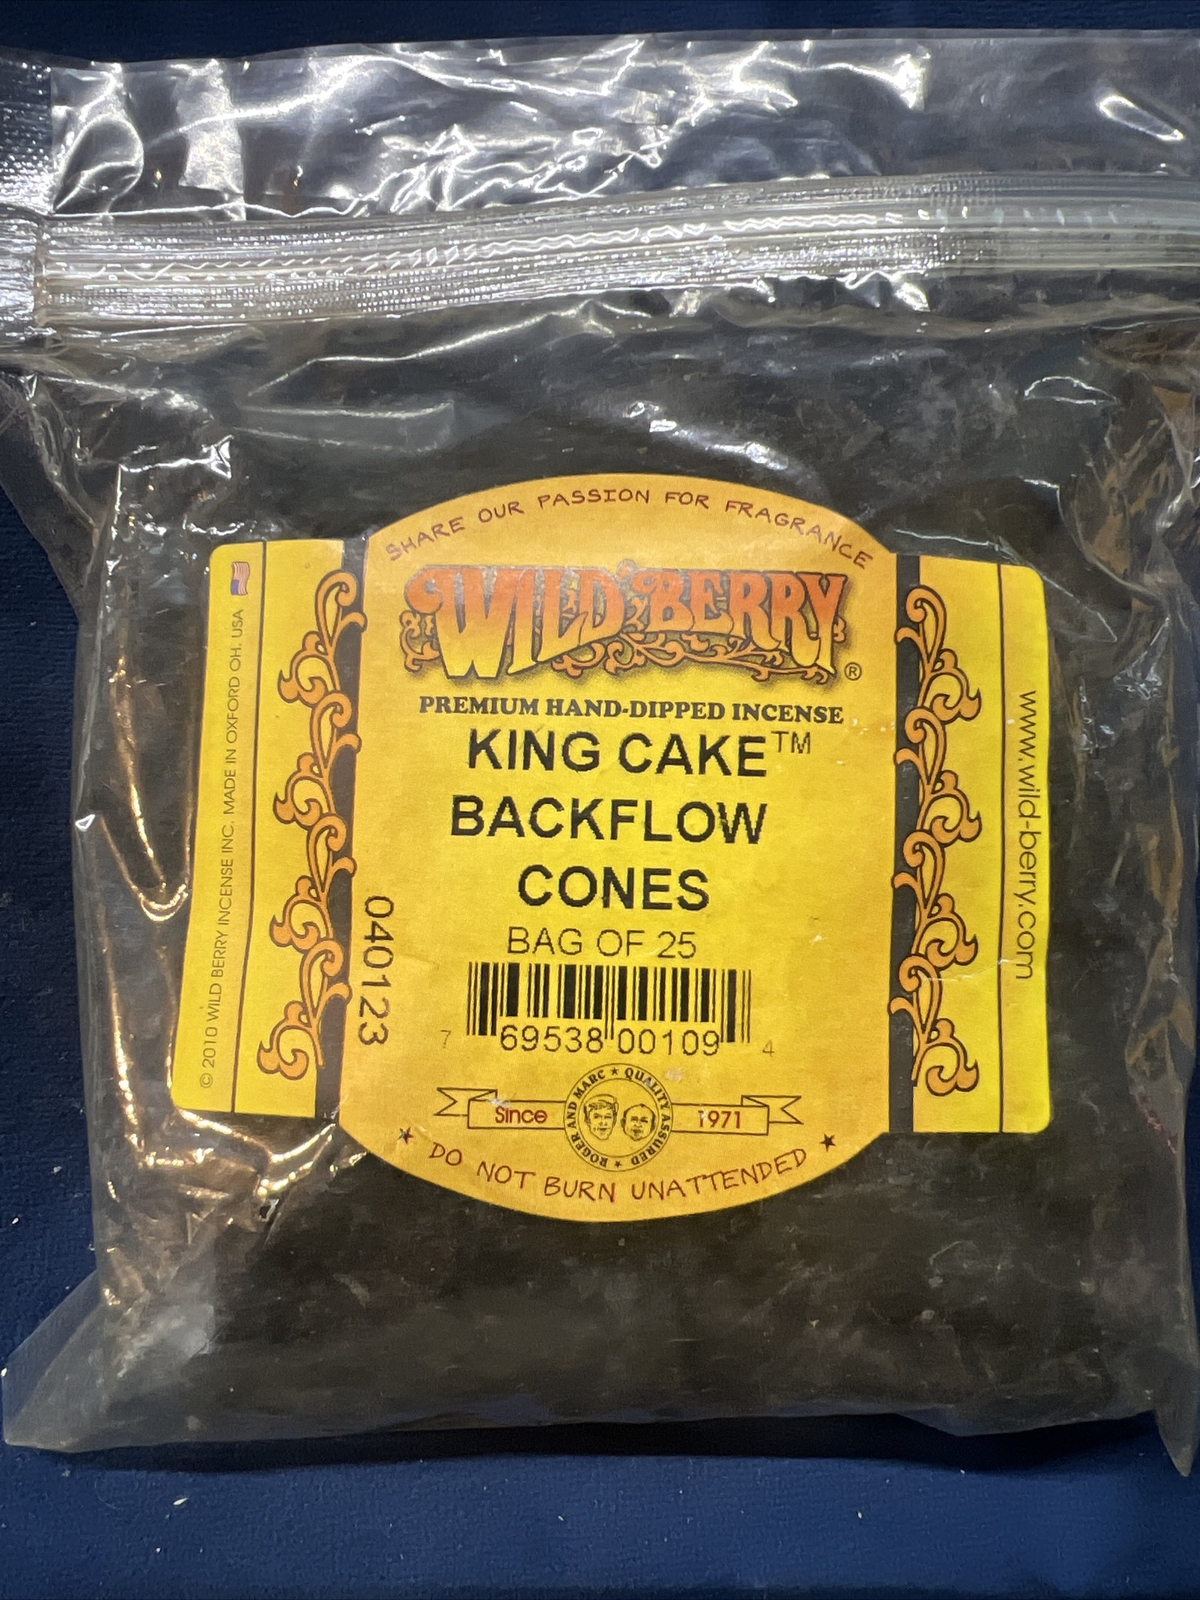 SHARE OUR PASSION FOR FRAGRANCE
WILD BERRY®
PREMIUM HAND-DIPPED INCENSE
KING CAKE™
BACKFLOW
CONES
BAG OF 25
7 69538 00109 4
040123
Since 1971
ROGER AND MARC ★ QUALITY ASSURED ★
★ DO NOT BURN UNATTENDED ★
© 2010 WILD BERRY INCENSE INC. MADE IN OXFORD OH. USA
www.wild-berry.com